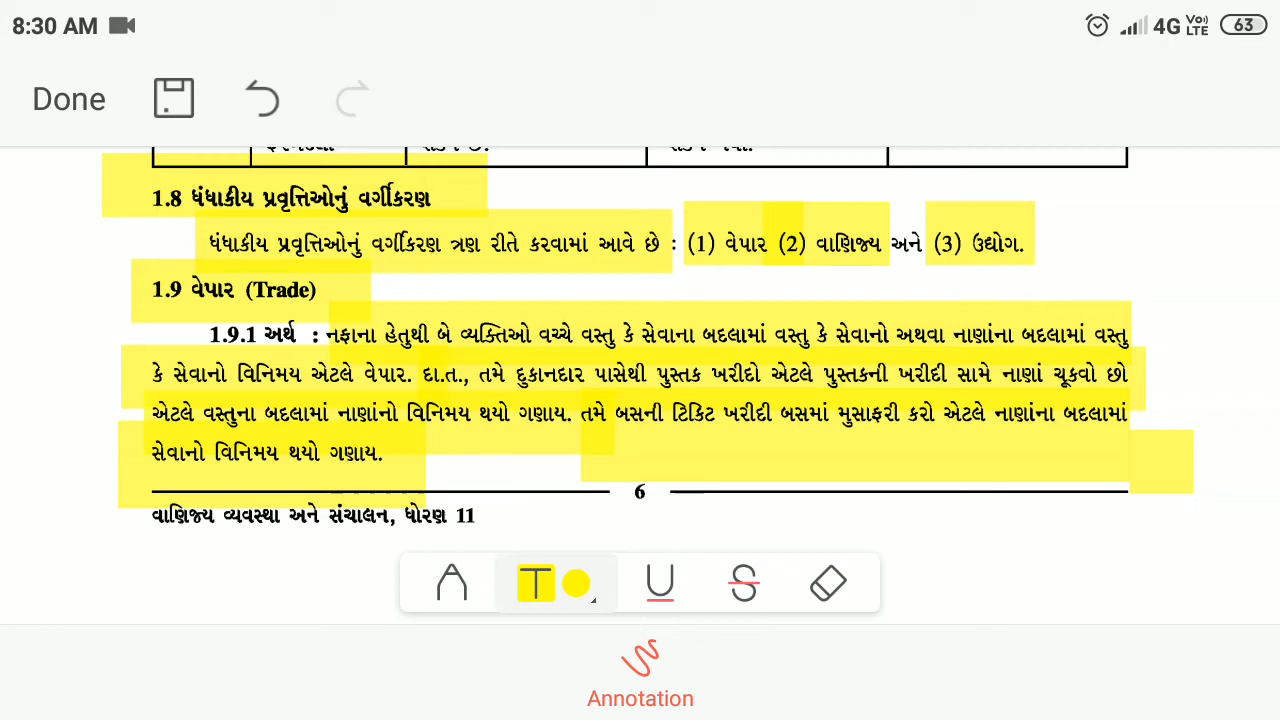 8:30 AM 4G Vo)) LTE 63
Done
1.8 ધંધાકીય પ્રવૃત્તિઓનું વર્ગીકરણ
ધંધાકીય પ્રવૃત્તિઓનું વર્ગીકરણ ત્રણ રીતે કરવામાં આવે છે : (1) વેપાર (2) વાણિજ્ય અને (3) ઉદ્યોગ.
1.9 વેપાર (Trade)
1.9.1 અર્થ : નફાના હેતુથી બે વ્યક્તિઓ વચ્ચે વસ્તુ કે સેવાના બદલામાં વસ્તુ કે સેવાનો અથવા નાણાંના બદલામાં વસ્તુ
કે સેવાનો વિનિમય એટલે વેપાર. દા.ત., તમે દુકાનદાર પાસેથી પુસ્તક ખરીદો એટલે પુસ્તકની ખરીદી સામે નાણાં ચૂકવો છો
એટલે વસ્તુના બદલામાં નાણાંનો વિનિમય થયો ગણાય. તમે બસની ટિકિટ ખરીદી બસમાં મુસાફરી કરો એટલે નાણાંના બદલામાં
સેવાનો વિનિમય થયો ગણાય.
6
વાણિજ્ય વ્યવસ્થા અને સંચાલન, ધોરણ 11
T U S
Annotation